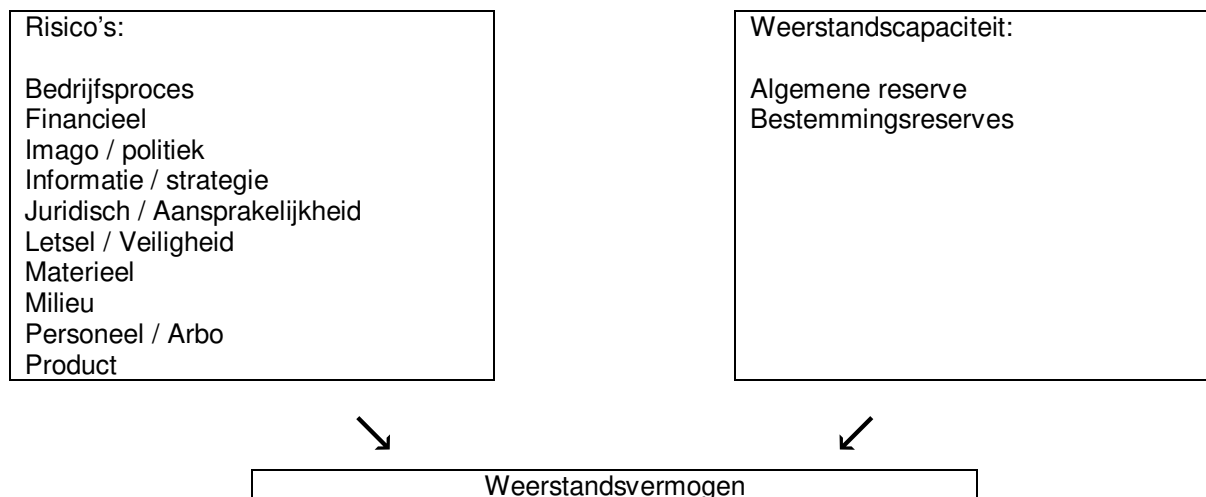 Risico’s:
Bedrijfsproces
Financieel
Imago / politiek
Informatie / strategie
Juridisch / Aansprakelijkheid
Letsel / Veiligheid
Materieel
Milieu
Personeel / Arbo
Product
Weerstandscapaciteit:
Algemene reserve
Bestemmingsreserves
Weerstandsvermogen